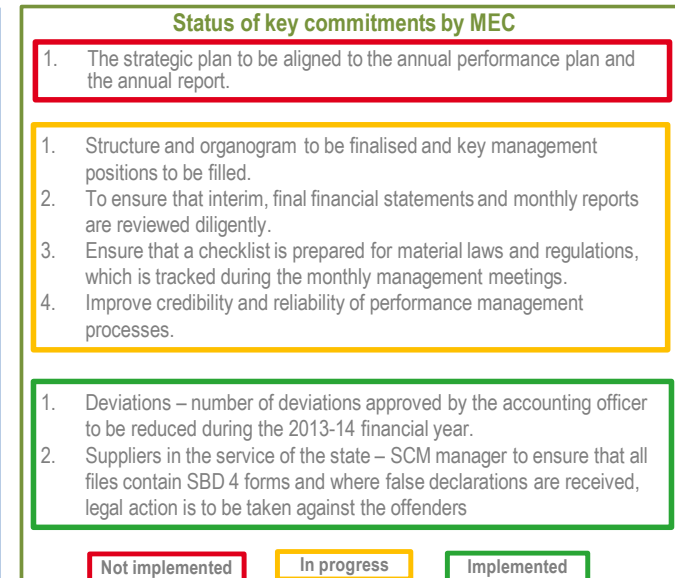 Status of key commitments by MEC
1. The strategic plan to be aligned to the annual performance plan and
the annual report.
1. Structure and organogram to be finalised and key management
positions to be filled.
2. To ensure that interim, final financial statements and monthly reports
are reviewed diligently.
3. Ensure that a checklist is prepared for material laws and regulations,
which is tracked during the monthly management meetings.
4. Improve credibility and reliability of performance management
processes.
1. Deviations – number of deviations approved by the accounting officer
to be reduced during the 2013-14 financial year.
2. Suppliers in the service of the state – SCM manager to ensure that all
files contain SBD 4 forms and where false declarations are received,
legal action is to be taken against the offenders
Not implemented In progress Implemented